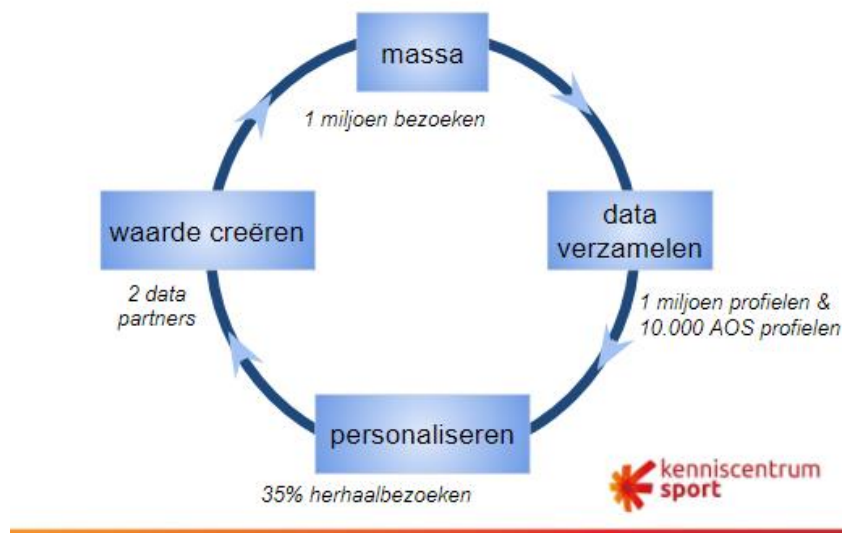 massa
1 miljoen bezoeken
data
verzamelen
1 miljoen profielen &
10.000 AOS profielen
personaliseren
35% herhaalbezoeken
waarde creëren
2 data
partners
kenniscentrum
sport